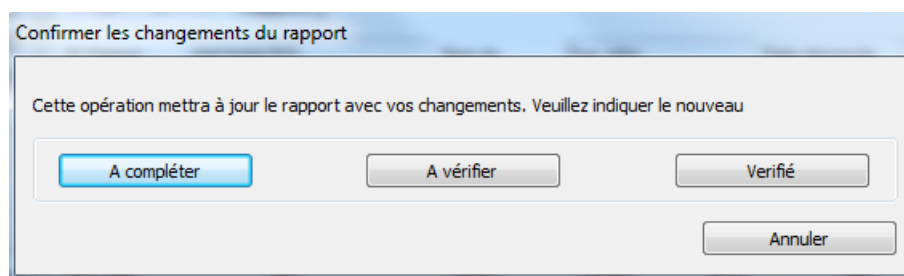 Confirmer les changements du rapport
Cette opération mettra à jour le rapport avec vos changements. Veuillez indiquer le nouveau
A compléter A vérifier Verifié
Annuler